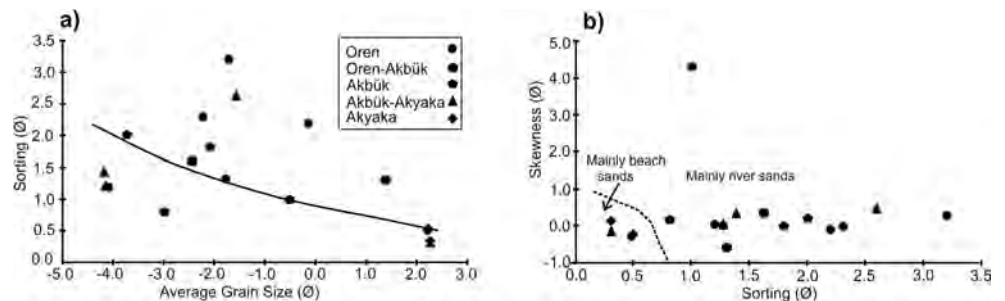 a)
Sorting (Ø)
3.5
3.0
2.5
2.0
1.5
1.0
0.5
0.0
-5.0 -4.0 -3.0 -2.0 -1.0 0.0 1.0 2.0 3.0
Average Grain Size (Ø)
Oren
Oren-Akbük
Akbük
Akbük-Akyaka
Akyaka
b)
Skewness (Ø)
5.0
4.0
3.0
2.0
1.0
0.0
-1.0
Mainly beach
sands
Mainly river sands
0.0 0.5 1.0 1.5 2.0 2.5 3.0 3.5
Sorting (Ø)